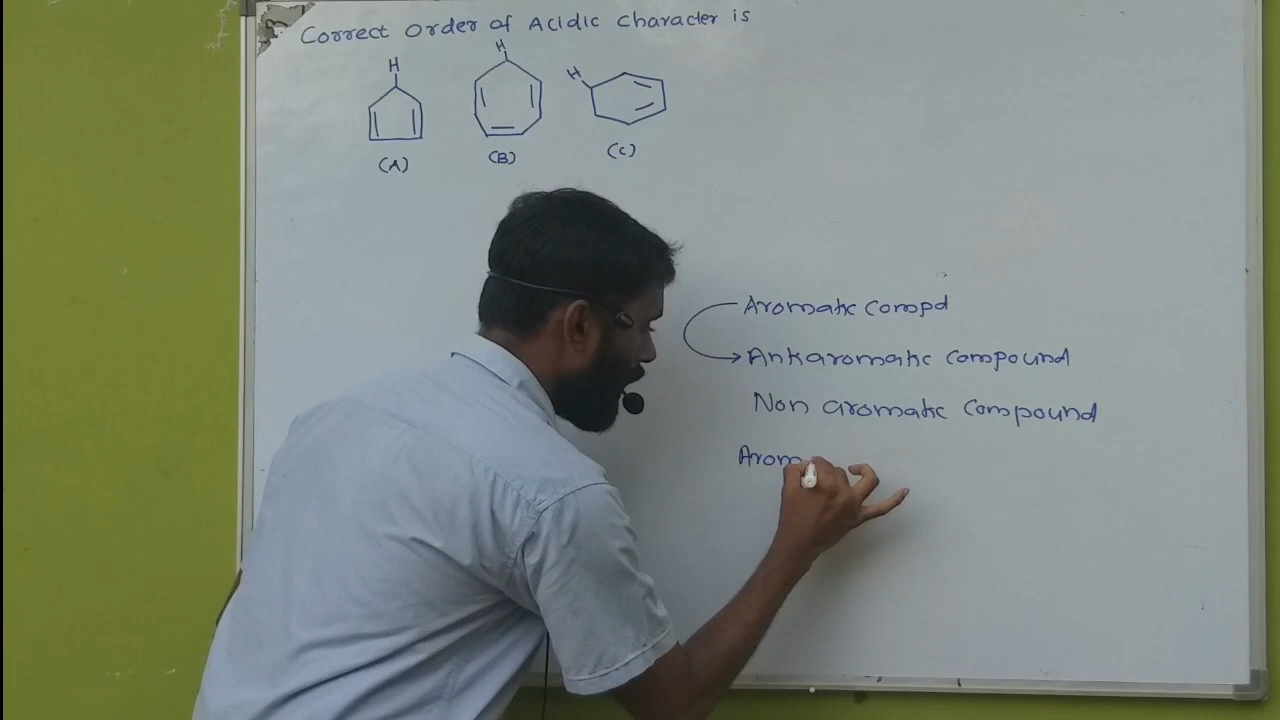 Correct Order of Acidic Character is
H H H
(A) (B) (C)
Aromatic Compd
Antiaromatic Compound
Non aromatic Compound
Arom